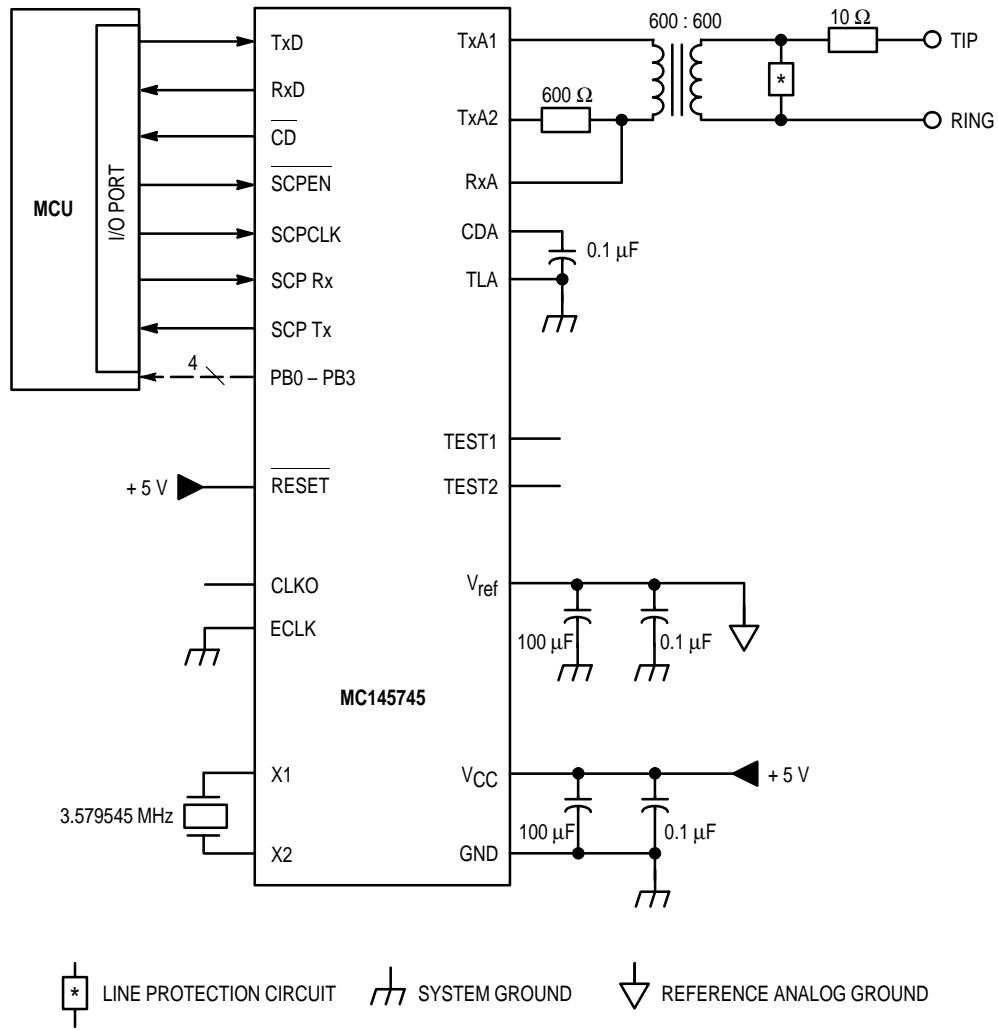 MCU
I/O PORT
TxD
RxD
CD
SCPEN
SCPCLK
SCP Rx
SCP Tx
4
PB0 – PB3
+ 5 V
RESET
CLKO
ECLK
X1
3.579545 MHz
X2
MC145745
TxA1
600 : 600
10 Ω
TIP
*
600 Ω
TxA2
RING
RxA
CDA
0.1 µF
TLA
TEST1
TEST2
Vref
100 µF
0.1 µF
VCC
+ 5 V
100 µF
0.1 µF
GND
* LINE PROTECTION CIRCUIT
SYSTEM GROUND
REFERENCE ANALOG GROUND